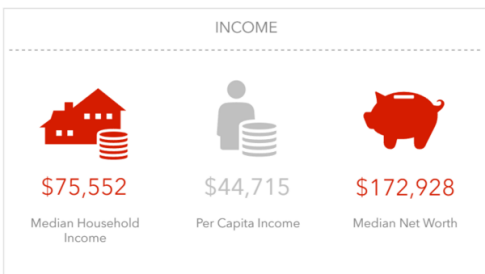 INCOME
$75,552
$44,715
$172,928
Median Household
Income
Per Capita Income
Median Net Worth